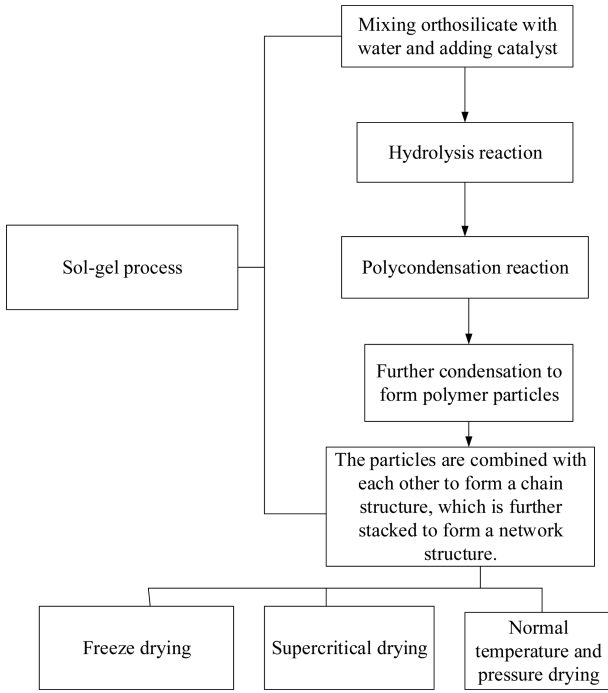 Mixing orthosilicate with
water and adding catalyst
Hydrolysis reaction
Sol-gel process
Polycondensation reaction
Further condensation to
form polymer particles
The particles are combined with
each other to form a chain
structure, which is further
stacked to form a network
structure.
Freeze drying
Supercritical drying
Normal
temperature and
pressure drying